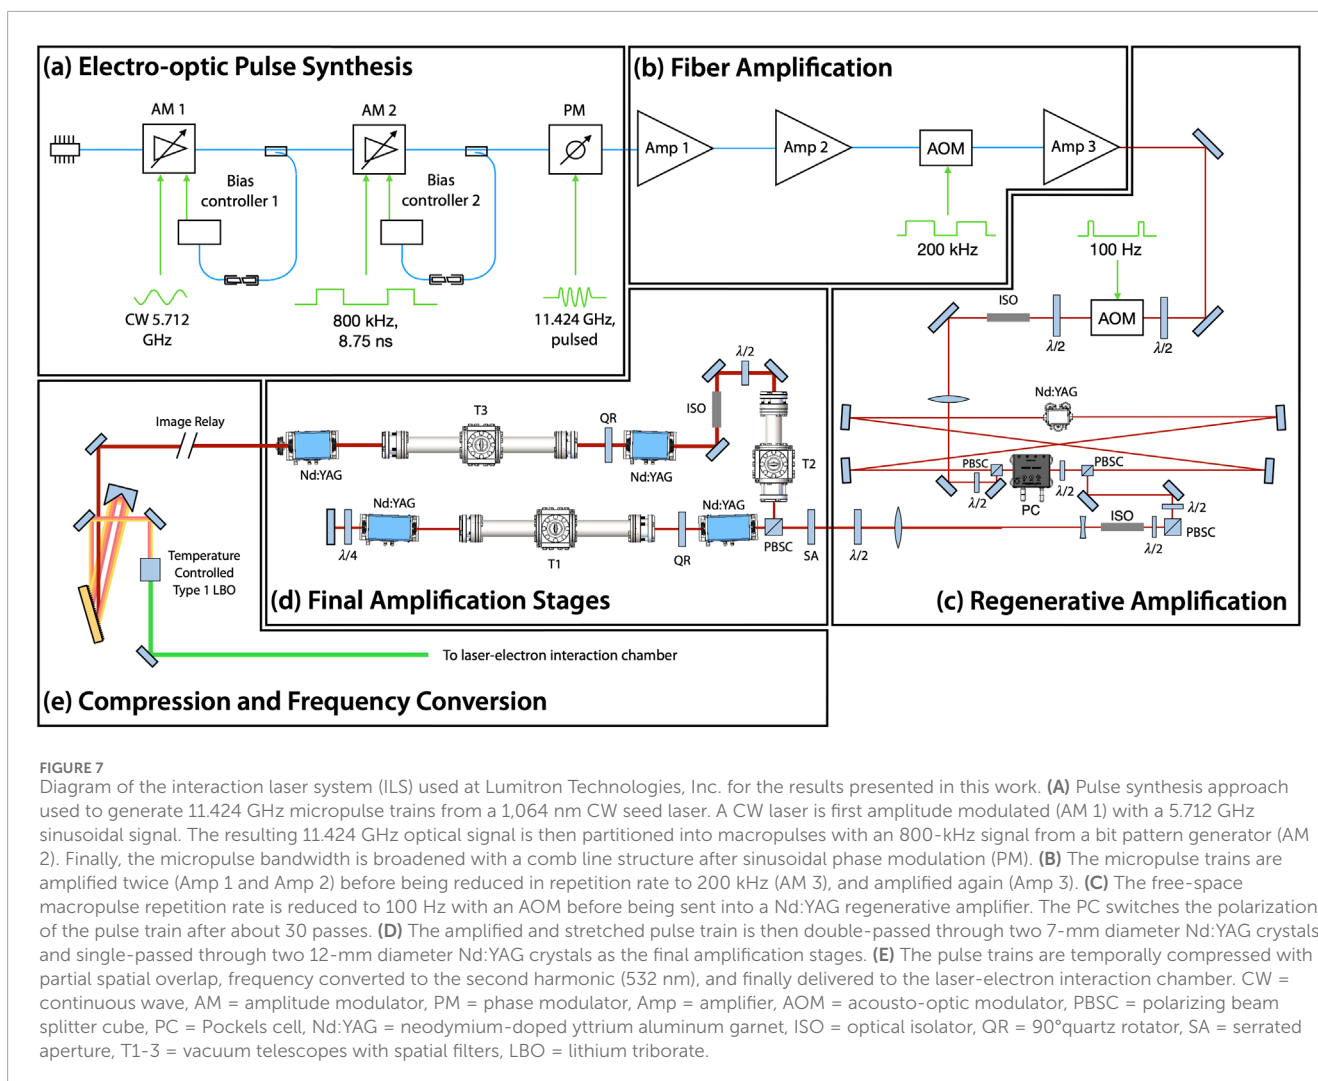 (a) Electro-optic Pulse Synthesis
AM 1
AM 2
PM
Bias
controller 1
Bias
controller 2
CW 5.712
GHz
800 kHz,
8.75 ns
11.424 GHz,
pulsed
(b) Fiber Amplification
Amp 1
Amp 2
AOM
Amp 3
200 kHz
100 Hz
ISO
AOM
λ/2
λ/2
Nd:YAG
PBSC
PBSC
λ/2
PC
λ/2
λ/2
ISO
λ/2
PBSC
(c) Regenerative Amplification
λ/2
ISO
T3
QR
Nd:YAG
Nd:YAG
T2
Nd:YAG
Nd:YAG
λ/4
T1
QR
PBSC
SA
λ/2
(d) Final Amplification Stages
Image Relay
Temperature
Controlled
Type 1 LBO
To laser-electron interaction chamber
(e) Compression and Frequency Conversion
FIGURE 7
Diagram of the interaction laser system (ILS) used at Lumitron Technologies, Inc. for the results presented in this work. (A) Pulse synthesis approach
used to generate 11.424 GHz micropulse trains from a 1,064 nm CW seed laser. A CW laser is first amplitude modulated (AM 1) with a 5.712 GHz
sinusoidal signal. The resulting 11.424 GHz optical signal is then partitioned into macropulses with an 800-kHz signal from a bit pattern generator (AM
2). Finally, the micropulse bandwidth is broadened with a comb line structure after sinusoidal phase modulation (PM). (B) The micropulse trains are
amplified twice (Amp 1 and Amp 2) before being reduced in repetition rate to 200 kHz (AM 3), and amplified again (Amp 3). (C) The free-space
macropulse repetition rate is reduced to 100 Hz with an AOM before being sent into a Nd:YAG regenerative amplifier. The PC switches the polarization
of the pulse train after about 30 passes. (D) The amplified and stretched pulse train is then double-passed through two 7-mm diameter Nd:YAG crystals
and single-passed through two 12-mm diameter Nd:YAG crystals as the final amplification stages. (E) The pulse trains are temporally compressed with
partial spatial overlap, frequency converted to the second harmonic (532 nm), and finally delivered to the laser-electron interaction chamber. CW =
continuous wave, AM = amplitude modulator, PM = phase modulator, Amp = amplifier, AOM = acousto-optic modulator, PBSC = polarizing beam
splitter cube, PC = Pockels cell, Nd:YAG = neodymium-doped yttrium aluminum garnet, ISO = optical isolator, QR = 90°quartz rotator, SA = serrated
aperture, T1-3 = vacuum telescopes with spatial filters, LBO = lithium triborate.